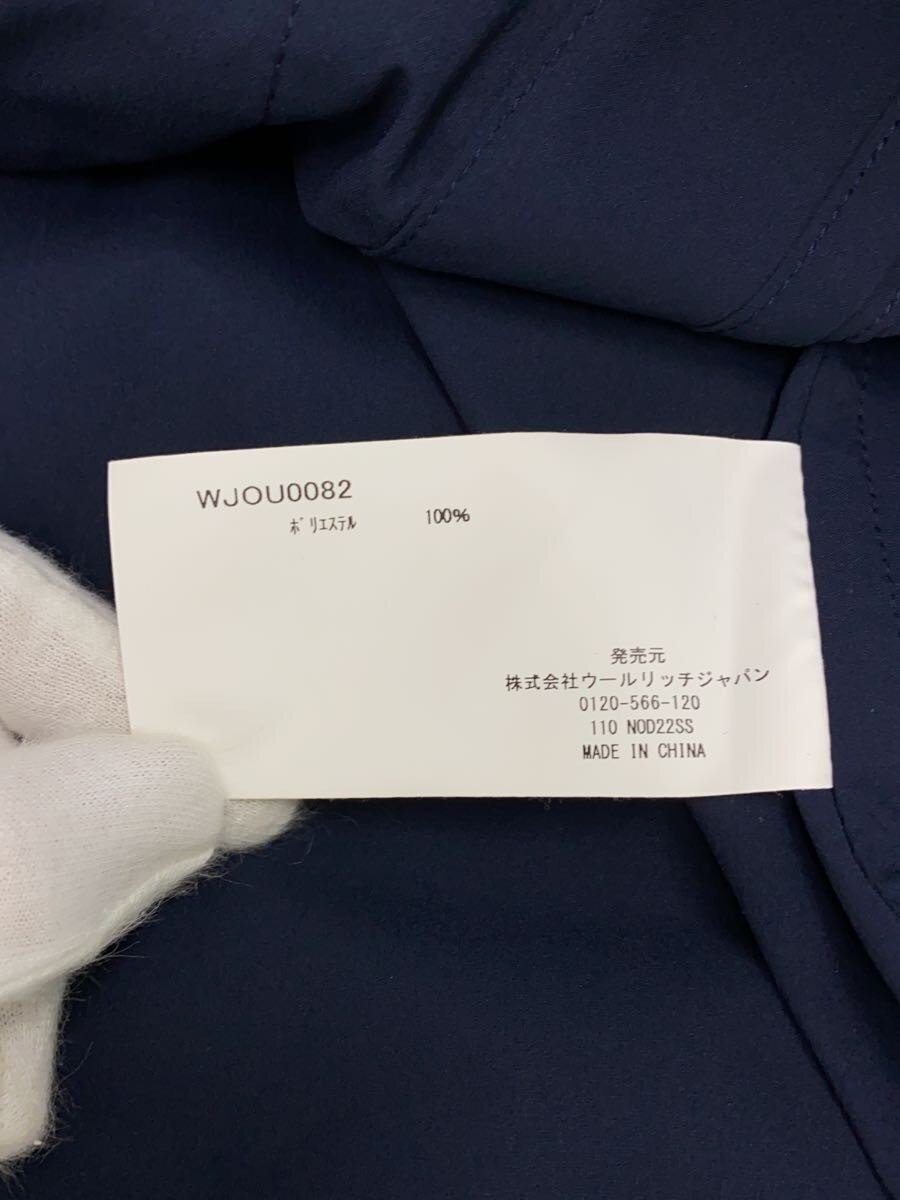 WJOU0082
ﾎﾟﾘｴｽﾃﾙ 100%
発売元
株式会社ウールリッチジャパン
0120-566-120
110 NOD22SS
MADE IN CHINA